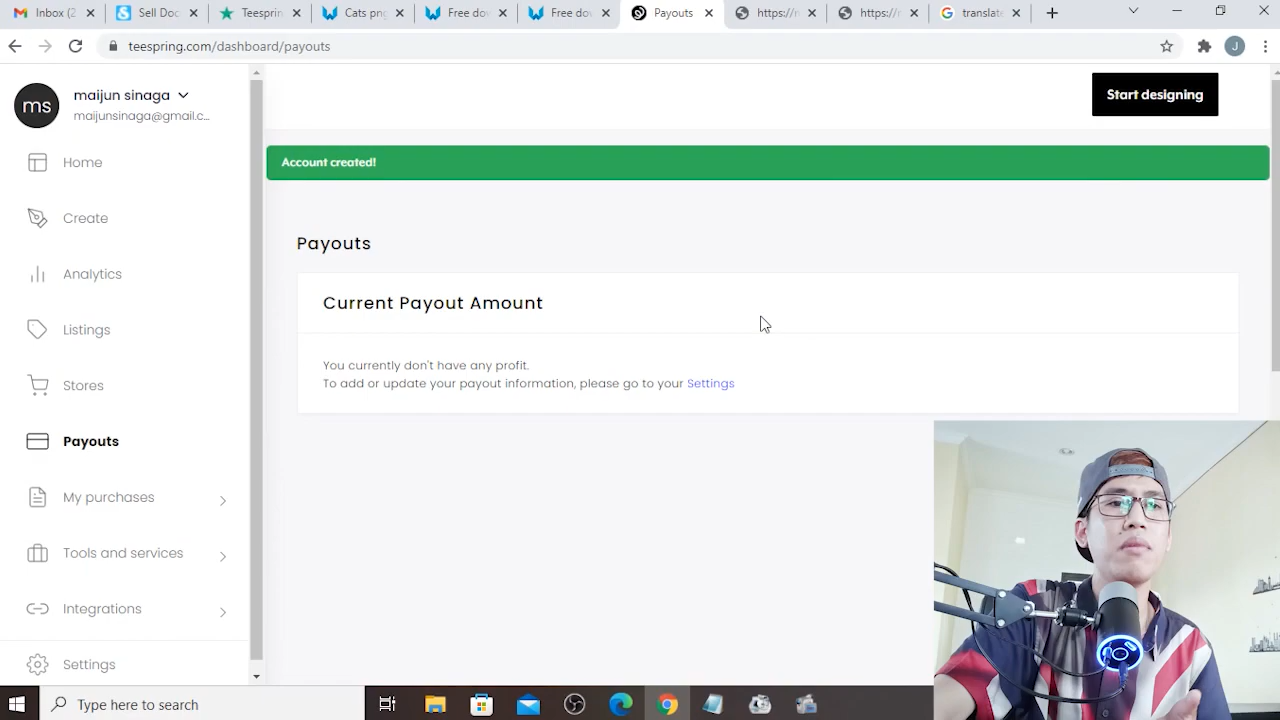 Inbox (2
Sell Doc
Teesprin
Cats png
Free dov
Free dov
Payouts
https://r
https://r
translate
teespring.com/dashboard/payouts
J
ms
maijun sinaga
maijunsinaga@gmail.c...
Start designing
Home
Create
Analytics
Listings
Stores
Payouts
My purchases
Tools and services
Integrations
Settings
Account created!
Payouts
Current Payout Amount
You currently don't have any profit.
To add or update your payout information, please go to your Settings
Type here to search